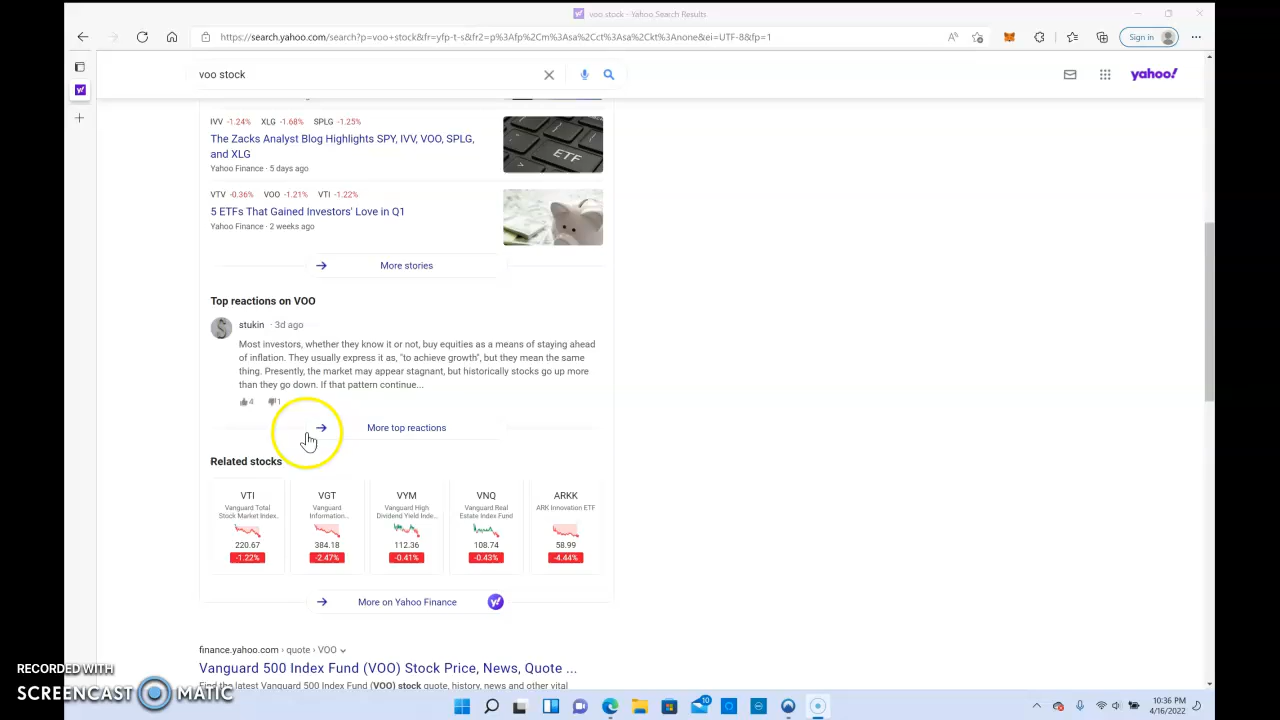 voo stock - Yahoo Search Results
https://search.yahoo.com/search?p=voo+stock&fr=yfp-t-s&fr2=p%3Afp%2Cm%3Asa%2Cct%3Asa%2Ckt%3Anone&ei=UTF-8&fp=1
Sign in
voo stock
yahoo!
IVV -1.24% XLG -1.68% SPLG -1.25%
The Zacks Analyst Blog Highlights SPY, IVV, VOO, SPLG,
and XLG
Yahoo Finance · 5 days ago
ETF
VTV -0.36% VOO -1.21% VTI -1.22%
5 ETFs That Gained Investors' Love in Q1
Yahoo Finance · 2 weeks ago
More stories
Top reactions on VOO
S
stukin · 3d ago
Most investors, whether they know it or not, buy equities as a means of staying ahead
of inflation. They usually express it as, "to achieve growth", but they mean the same
thing. Presently, the market may appear stagnant, but historically stocks go up more
than they go down. If that pattern continue...
4 1
More top reactions
Related stocks
VTI VGT VYM VNQ ARKK
Vanguard Total Vanguard Vanguard High Vanguard Real ARK Innovation ETF
Stock Market Index.. Information... Dividend Yield Inde... Estate Index Fund
220.67 384.18 112.36 108.74 58.99
-1.22% -2.47% -0.41% -0.43% -4.44%
More on Yahoo Finance y!
finance.yahoo.com › quote › VOO
Vanguard 500 Index Fund (VOO) Stock Price, News, Quote ...
Find the latest Vanguard 500 Index Fund (VOO) stock quote, history, news and other vital
RECORDED WITH
SCREENCAST MATIC
10
10:36 PM
4/16/2022